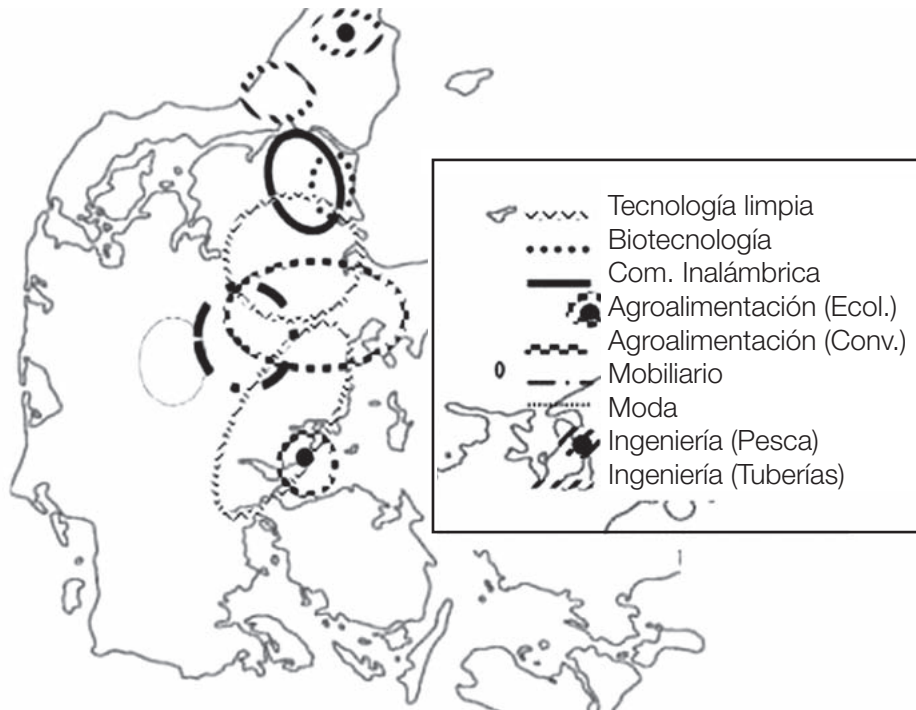 Tecnología limpia
Biotecnología
Com. Inalámbrica
Agroalimentación (Ecol.)
Agroalimentación (Conv.)
Mobiliario
Moda
Ingeniería (Pesca)
Ingeniería (Tuberías)